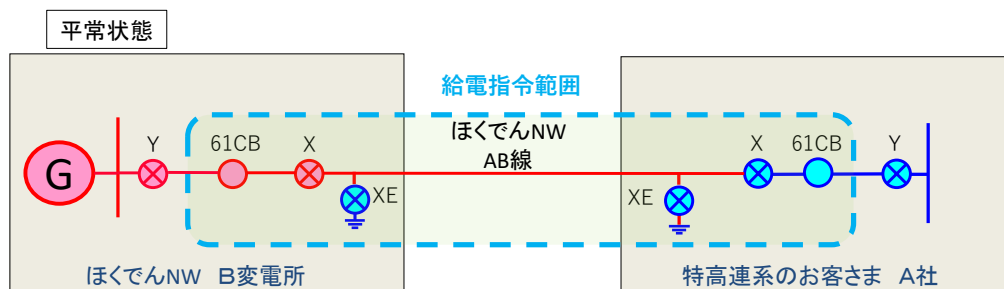 平常状態
給電指令範囲
ほくでんNW
AB線
G
Y
61CB
X
XE
XE
X
61CB
Y
ほくでんNW　B変電所
特高連系のお客さま　A社